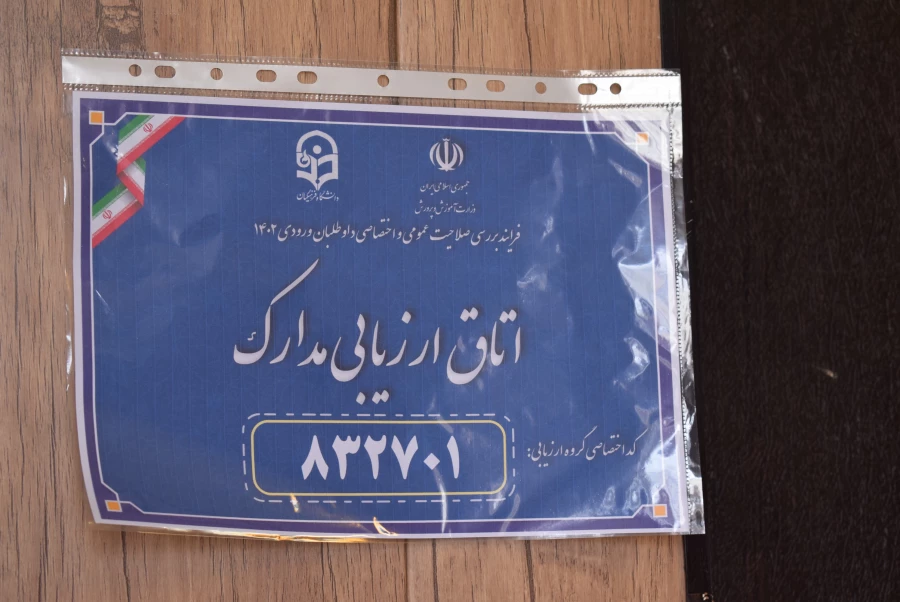 جمهوری اسلامی ایران
وزارت آموزش و پرورش
دانشگاه فرهنگیان
فرایند بررسی صلاحیت عمومی و اختصاصی داوطلبان ورودی ۱۴۰۲
اتاق ارزیابی مدارک
کد اختصاصی گروه ارزیابی:
۸۳۲۷۰۱